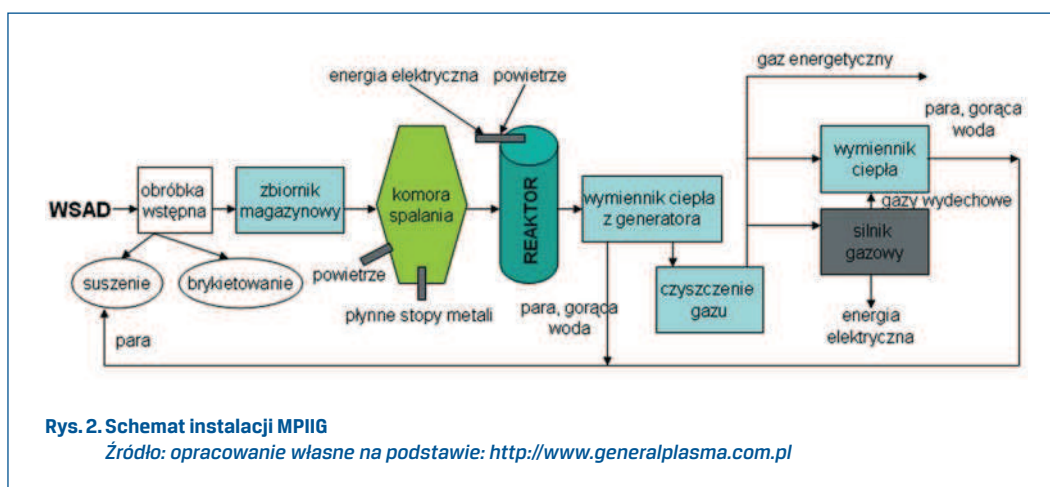 energia elektryczna
powietrze
gaz energetyczny
para, gorąca
woda
WSAD
obróbka
wstępna
zbiornik
magazynowy
komora
spalania
REAKTOR
wymiennik ciepła
z generatora
wymiennik
ciepła
gazy wydechowe
silnik
gazowy
suszenie
brykietowanie
powietrze
płynne stopy metali
para, gorąca
woda
czyszczenie
gazu
energia
elektryczna
para
Rys. 2. Schemat instalacji MPIIG
Źródło: opracowanie własne na podstawie: http://www.generalplasma.com.pl